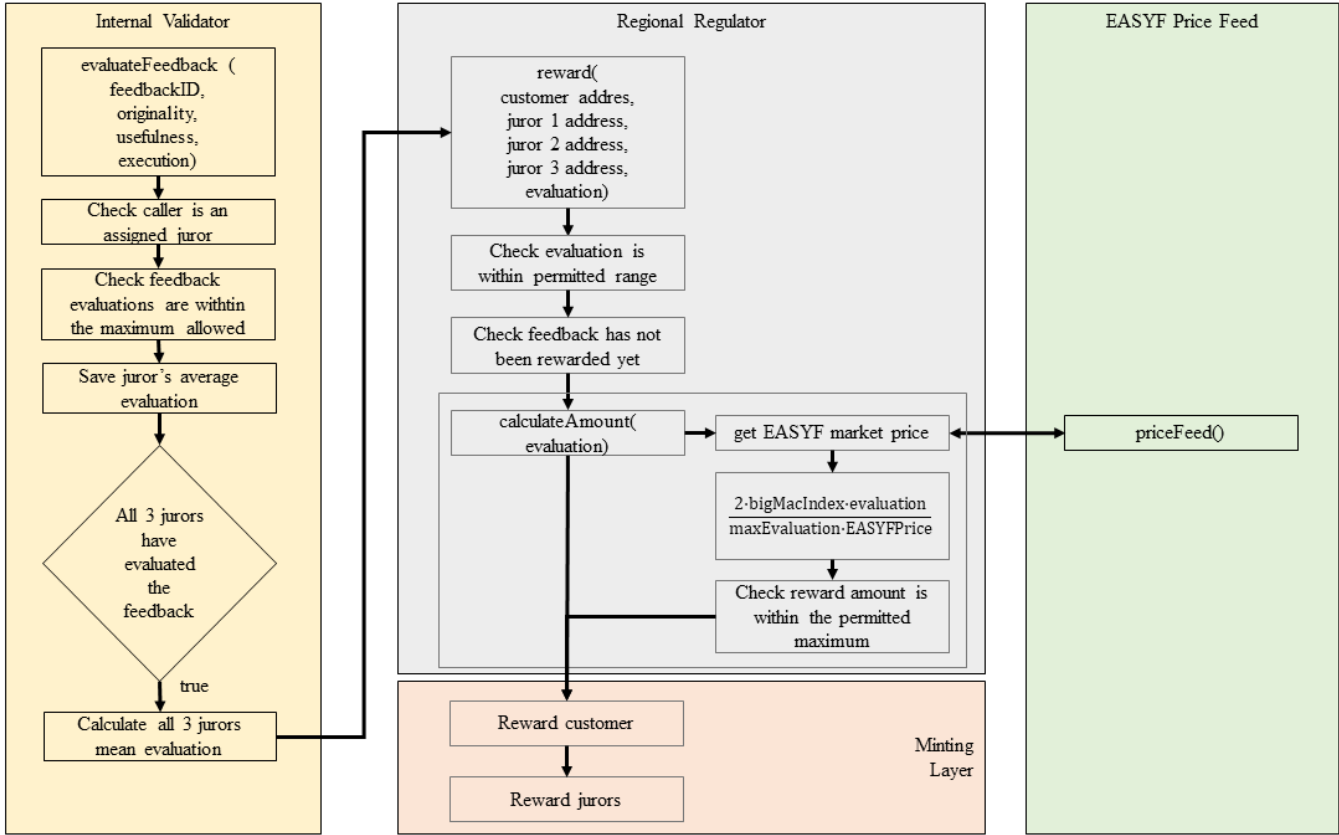 Internal Validator
evaluateFeedback (
feedbackID,
originality,
usefulness,
execution)
Check caller is an
assigned juror
Check feedback
evaluations are withtin
the maximum allowed
Save juror's average
evaluation
All 3 jurors
have
evaluated
the
feedback
true
Calculate all 3 jurors
mean evaluation
Regional Regulator
reward(
customer addres,
juror 1 address,
juror 2 address,
juror 3 address,
evaluation)
Check evaluation is
within permitted range
Check feedback has not
been rewarded yet
calculateAmount(
evaluation)
get EASYF market price
2·bigMacIndex·evaluation
maxEvaluation·EASYFPrice
Check reward amount is
within the permitted
maximum
Reward customer
Reward jurors
Minting
Layer
EASYF Price Feed
priceFeed()